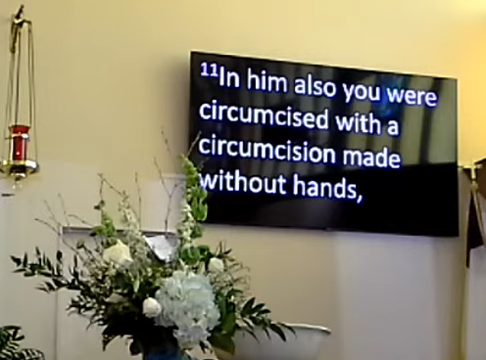 ¹¹In him also you were
circumcised with a
circumcision made
without hands,